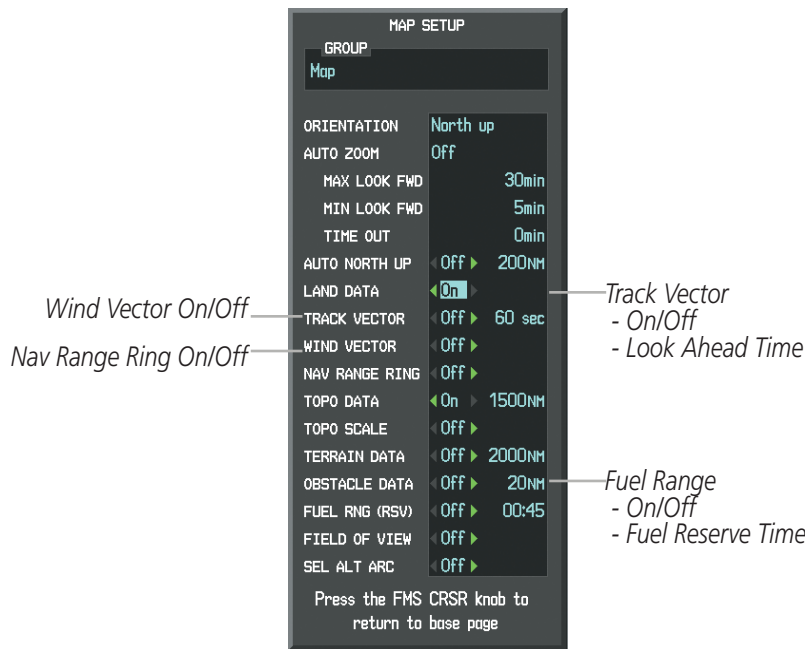 MAP SETUP
GROUP
Map
ORIENTATION North up
AUTO ZOOM Off
MAX LOOK FWD 30min
MIN LOOK FWD 5min
TIME OUT 0min
AUTO NORTH UP Off 200NM
LAND DATA On
TRACK VECTOR Off 60 sec
WIND VECTOR Off
NAV RANGE RING Off
TOPO DATA On 1500NM
TOPO SCALE Off
TERRAIN DATA Off 2000NM
OBSTACLE DATA Off 20NM
FUEL RNG (RSV) Off 00:45
FIELD OF VIEW Off
SEL ALT ARC Off
Press the FMS CRSR knob to
return to base page
Wind Vector On/Off
Nav Range Ring On/Off
Track Vector
- On/Off
- Look Ahead Time
Fuel Range
- On/Off
- Fuel Reserve Time